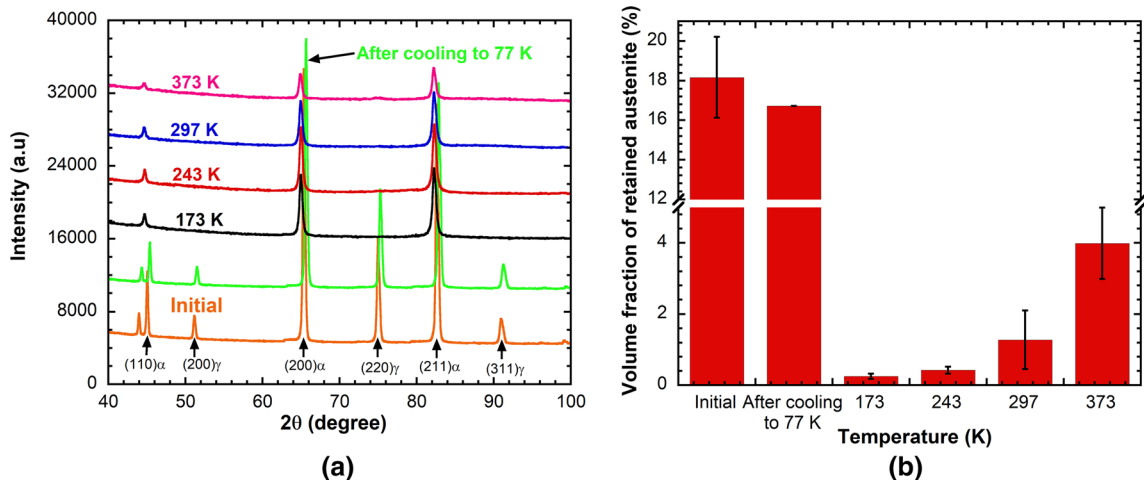 40000
32000
24000
16000
8000
0
Intensity (a.u)
After cooling to 77 K
373 K
297 K
243 K
173 K
Initial
(110)α
(200)γ
(200)α
(220)γ
(211)α
(311)γ
40
50
60
70
80
90
100
2θ (degree)
(a)
Volume fraction of retained austenite (%)
20
18
16
14
12
4
2
0
Initial
After cooling
to 77 K
173
243
297
373
Temperature (K)
(b)